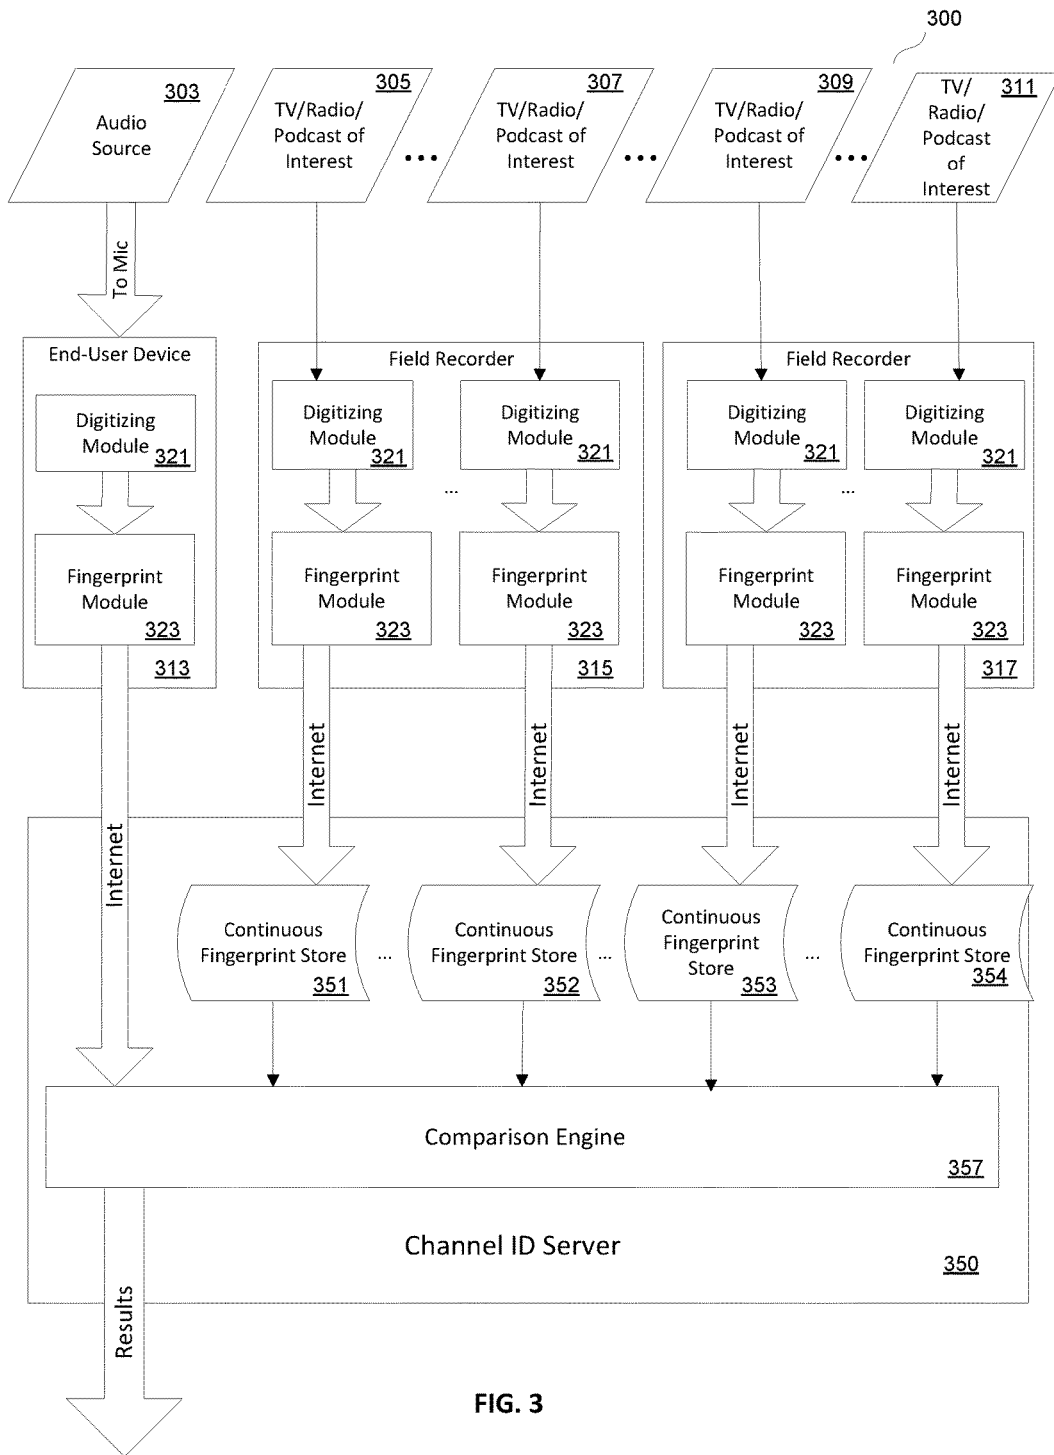 300
303
Audio
Source
305
TV/Radio/
Podcast of
Interest
...
307
TV/Radio/
Podcast of
Interest
...
309
TV/Radio/
Podcast of
Interest
...
311
TV/
Radio/
Podcast
of
Interest
To Mic
End-User Device
Digitizing
Module
321
Fingerprint
Module
323
313
Field Recorder
Digitizing
Module
321
Digitizing
Module
321
...
Fingerprint
Module
323
Fingerprint
Module
323
315
Field Recorder
Digitizing
Module
321
Digitizing
Module
321
...
Fingerprint
Module
323
Fingerprint
Module
323
317
Internet
Internet
Internet
Internet
Internet
Continuous
Fingerprint Store
351
...
Continuous
Fingerprint Store
352
...
Continuous
Fingerprint
Store
353
...
Continuous
Fingerprint Store
354
Comparison Engine
357
Channel ID Server
350
Results
FIG. 3